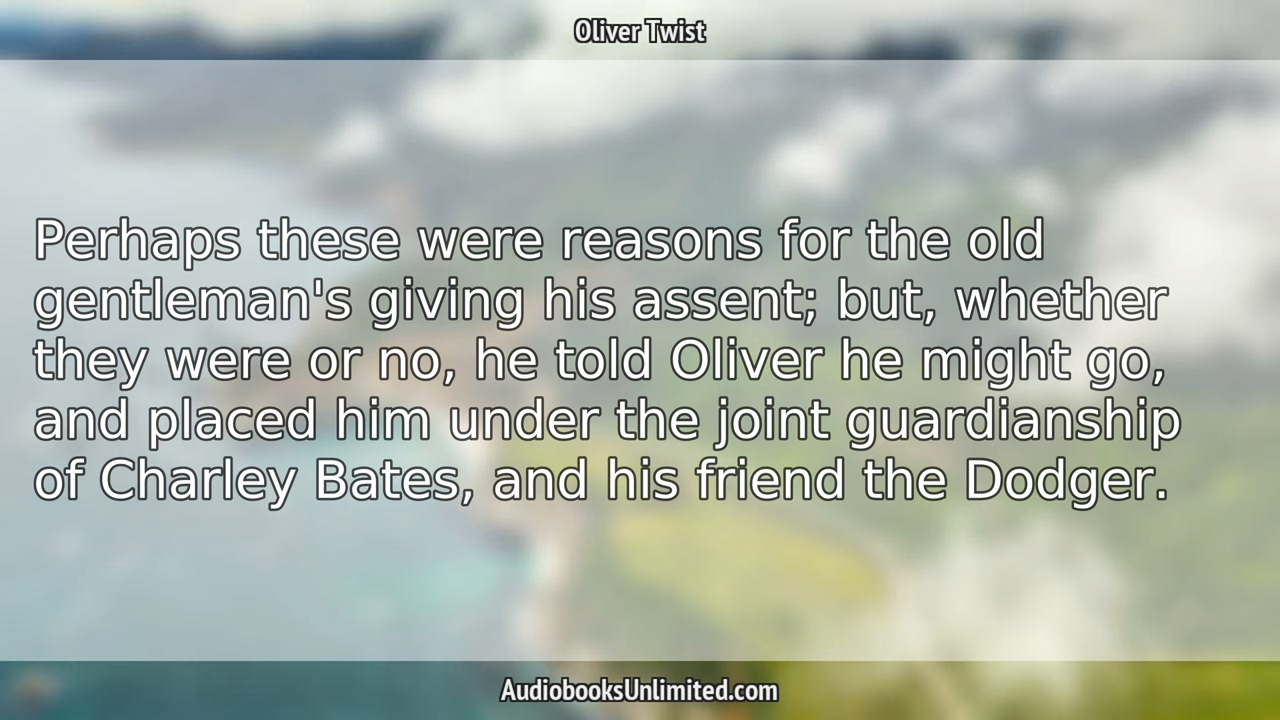 Oliver Twist
Perhaps these were reasons for the old
gentleman's giving his assent; but, whether
they were or no, he told Oliver he might go,
and placed him under the joint guardianship
of Charley Bates, and his friend the Dodger.
AudiobooksUnlimited.com